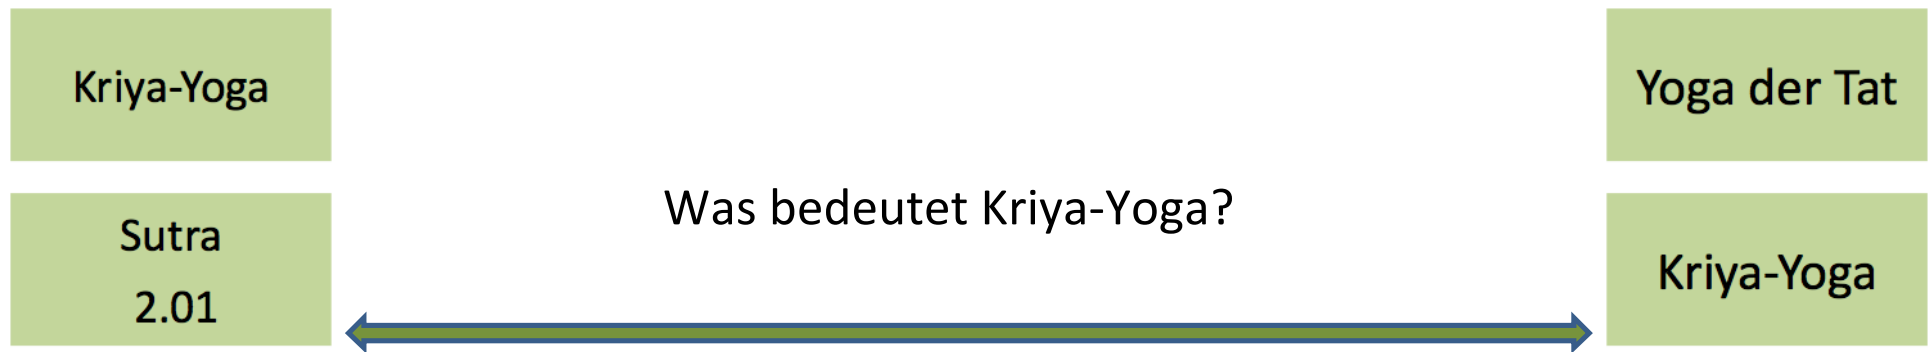 Kriya-Yoga
Yoga der Tat
Was bedeutet Kriya-Yoga?
Sutra
2.01
Kriya-Yoga